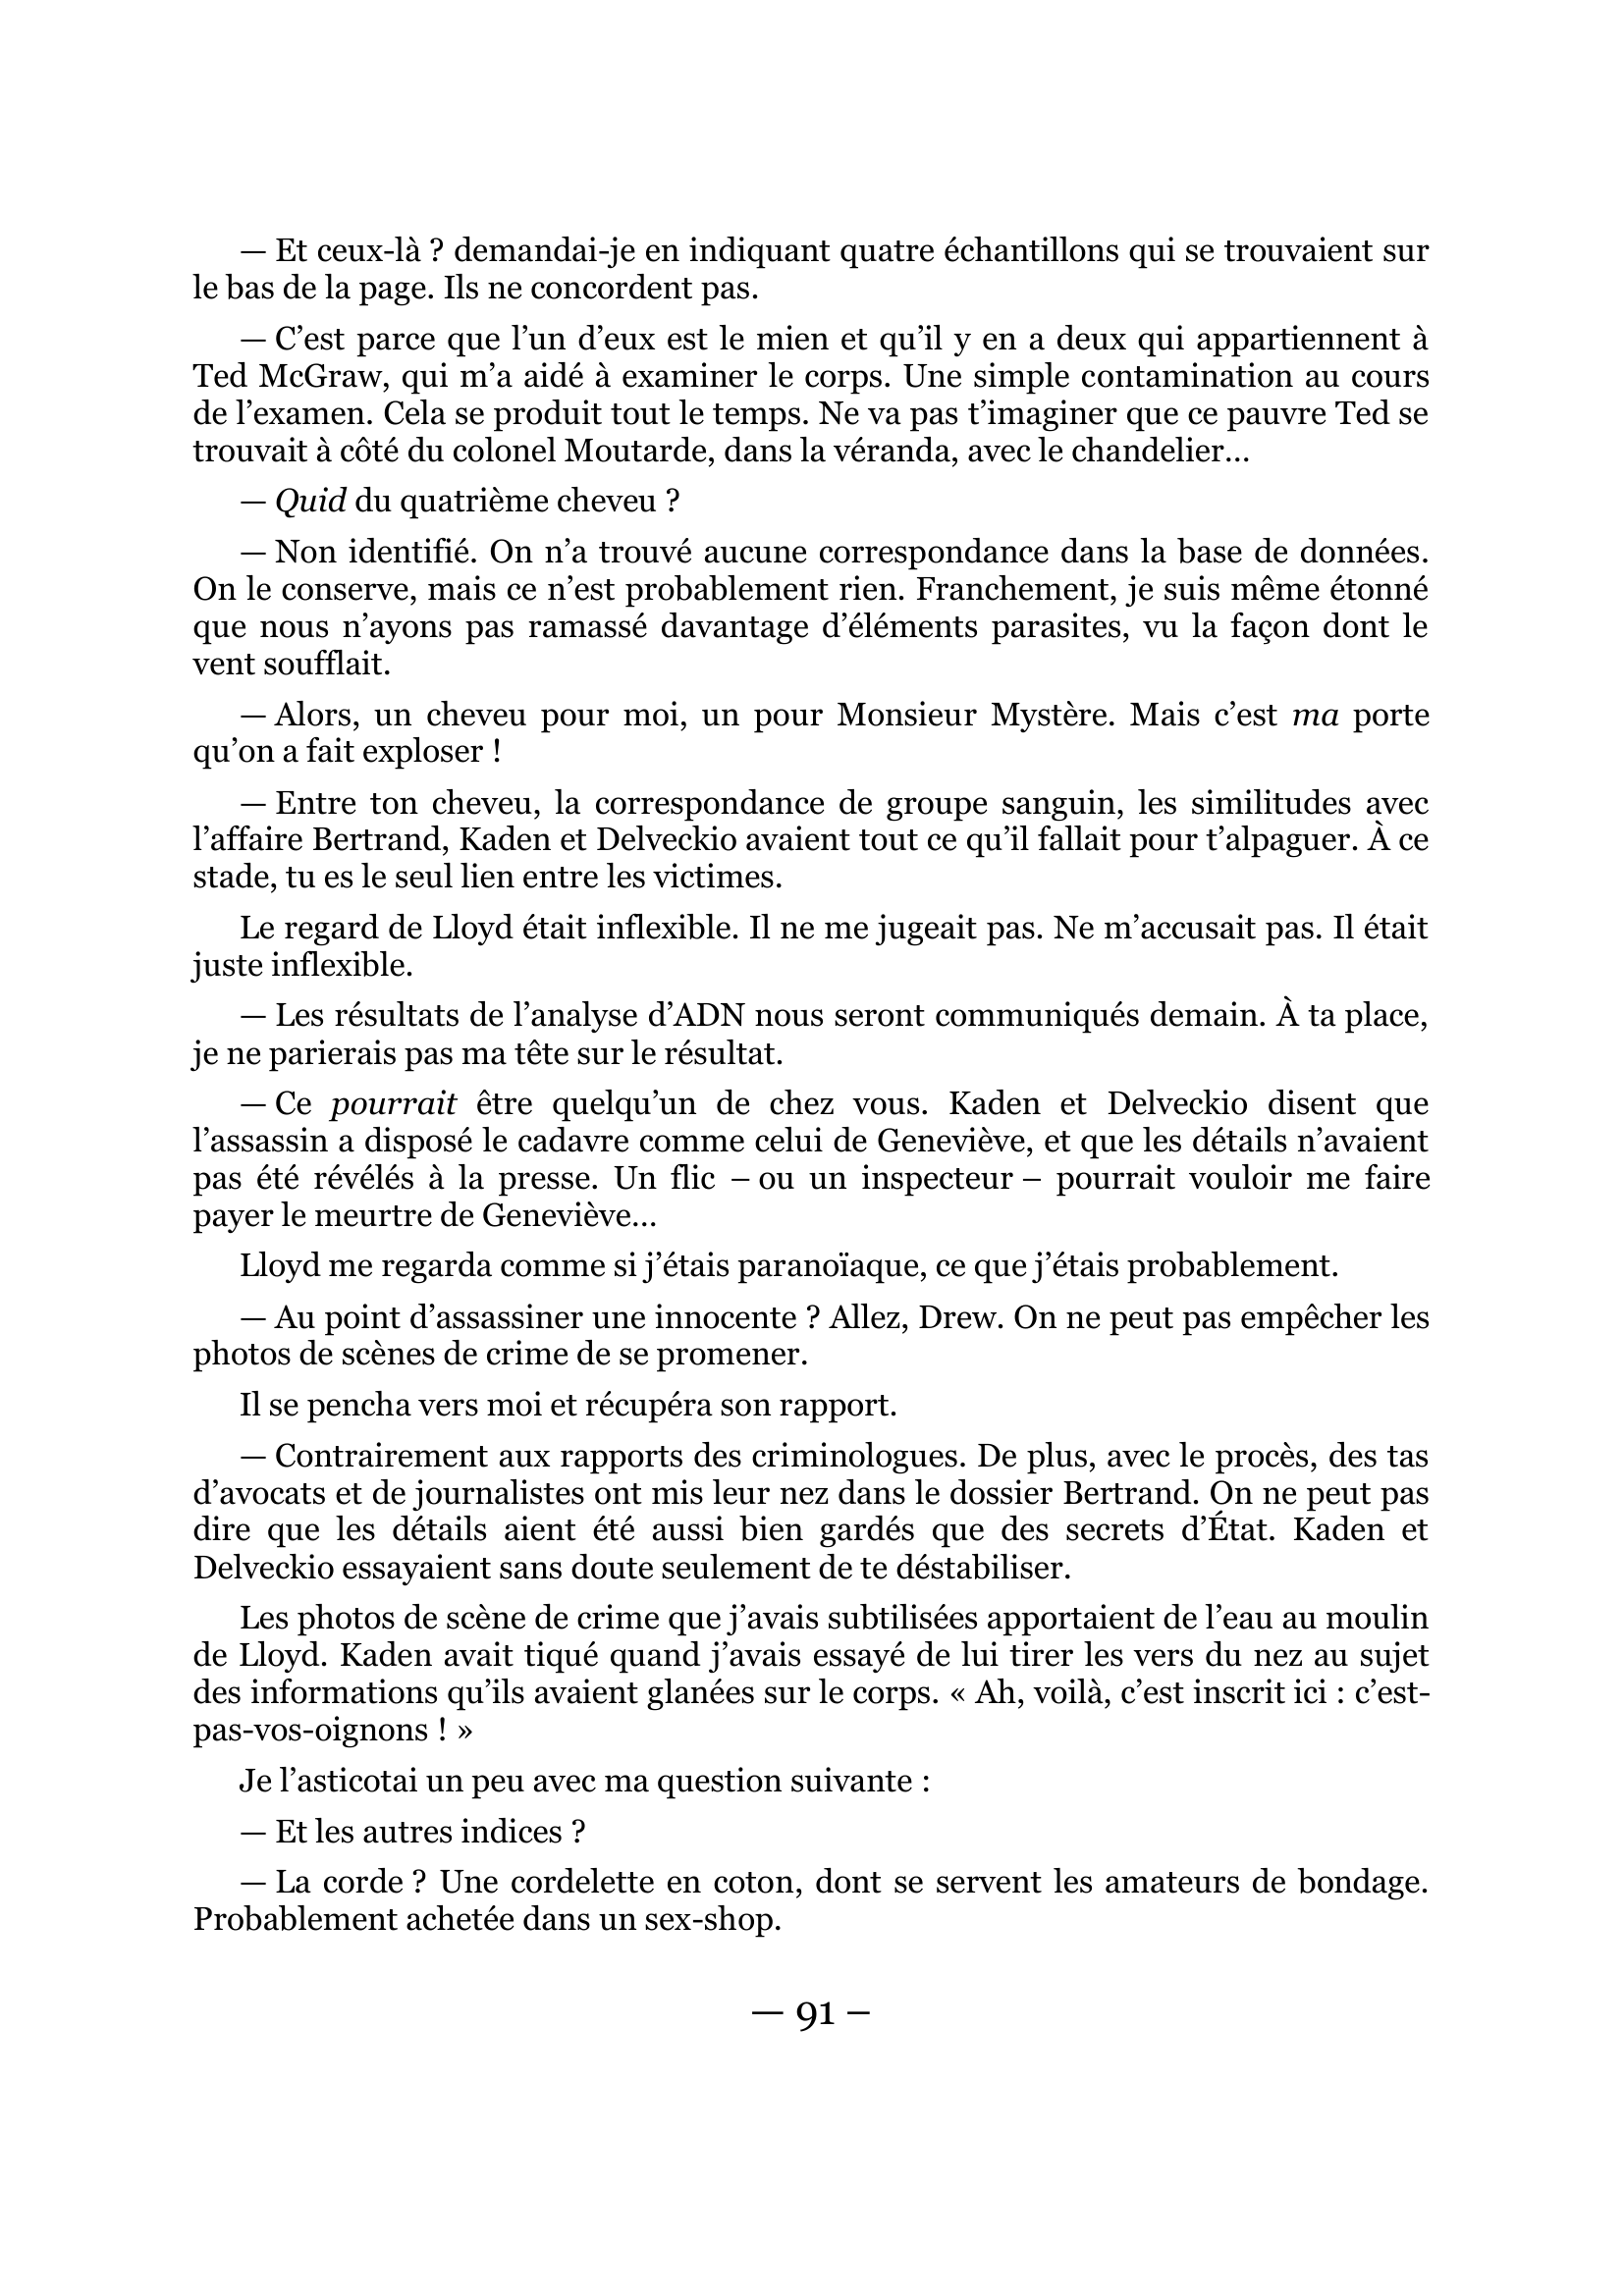 — Et ceux-là ? demandai-je en indiquant quatre échantillons qui se trouvaient sur
le bas de la page. Ils ne concordent pas.
— C’est parce que l’un d’eux est le mien et qu’il y en a deux qui appartiennent à
Ted McGraw, qui m’a aidé à examiner le corps. Une simple contamination au cours
de l’examen. Cela se produit tout le temps. Ne va pas t’imaginer que ce pauvre Ted se
trouvait à côté du colonel Moutarde, dans la véranda, avec le chandelier…
— Quid du quatrième cheveu ?
— Non identifié. On n’a trouvé aucune correspondance dans la base de données.
On le conserve, mais ce n’est probablement rien. Franchement, je suis même étonné
que nous n’ayons pas ramassé davantage d’éléments parasites, vu la façon dont le
vent soufflait.
— Alors, un cheveu pour moi, un pour Monsieur Mystère. Mais c’est ma porte
qu’on a fait exploser !
— Entre ton cheveu, la correspondance de groupe sanguin, les similitudes avec
l’affaire Bertrand, Kaden et Delveckio avaient tout ce qu’il fallait pour t’alpaguer. À ce
stade, tu es le seul lien entre les victimes.
Le regard de Lloyd était inflexible. Il ne me jugeait pas. Ne m’accusait pas. Il était
juste inflexible.
— Les résultats de l’analyse d’ADN nous seront communiqués demain. À ta place,
je ne parierais pas ma tête sur le résultat.
— Ce pourrait être quelqu’un de chez vous. Kaden et Delveckio disent que
l’assassin a disposé le cadavre comme celui de Geneviève, et que les détails n’avaient
pas été révélés à la presse. Un flic – ou un inspecteur – pourrait vouloir me faire
payer le meurtre de Geneviève…
Lloyd me regarda comme si j’étais paranoïaque, ce que j’étais probablement.
— Au point d’assassiner une innocente ? Allez, Drew. On ne peut pas empêcher les
photos de scènes de crime de se promener.
Il se pencha vers moi et récupéra son rapport.
— Contrairement aux rapports des criminologues. De plus, avec le procès, des tas
d’avocats et de journalistes ont mis leur nez dans le dossier Bertrand. On ne peut pas
dire que les détails aient été aussi bien gardés que des secrets d’État. Kaden et
Delveckio essayaient sans doute seulement de te déstabiliser.
Les photos de scène de crime que j’avais subtilisées apportaient de l’eau au moulin
de Lloyd. Kaden avait tiqué quand j’avais essayé de lui tirer les vers du nez au sujet
des informations qu’ils avaient glanées sur le corps. « Ah, voilà, c’est inscrit ici : c’est-
pas-vos-oignons ! »
Je l’asticotai un peu avec ma question suivante :
— Et les autres indices ?
— La corde ? Une cordelette en coton, dont se servent les amateurs de bondage.
Probablement achetée dans un sex-shop.
— 91 –